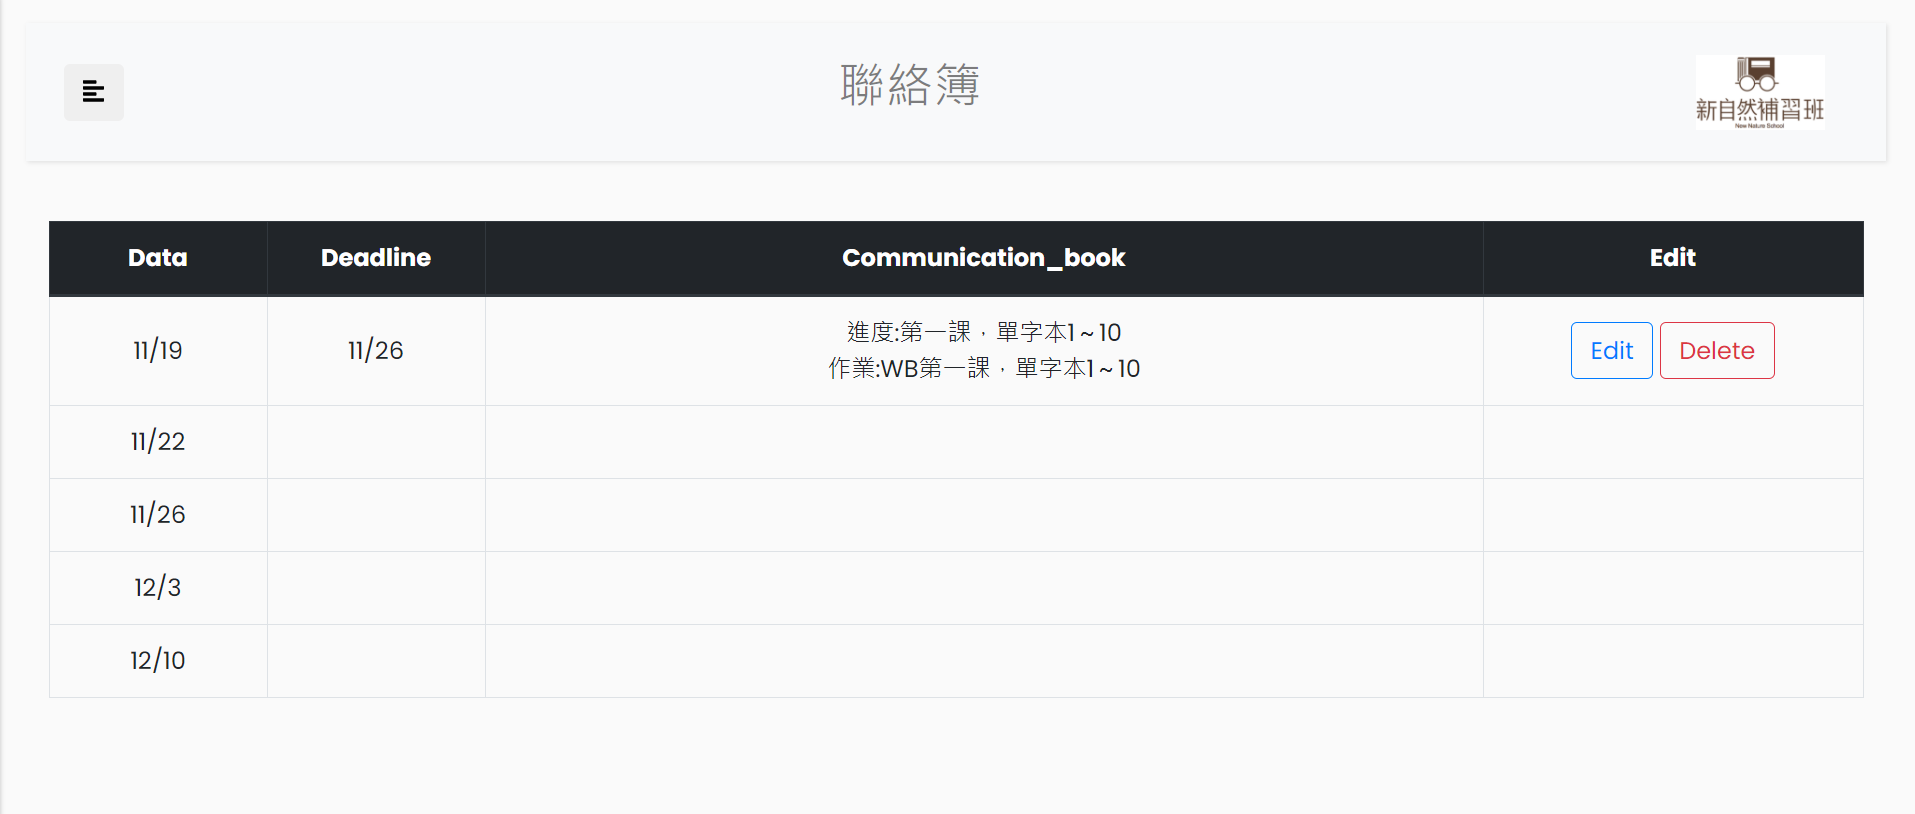 聯絡簿
新自然補習班
New Nature School
Data Deadline Communication_book Edit
11/19 11/26
進度:第一課，單字本1~10
作業:WB第一課，單字本1~10
Edit Delete
11/22
11/26
12/3
12/10